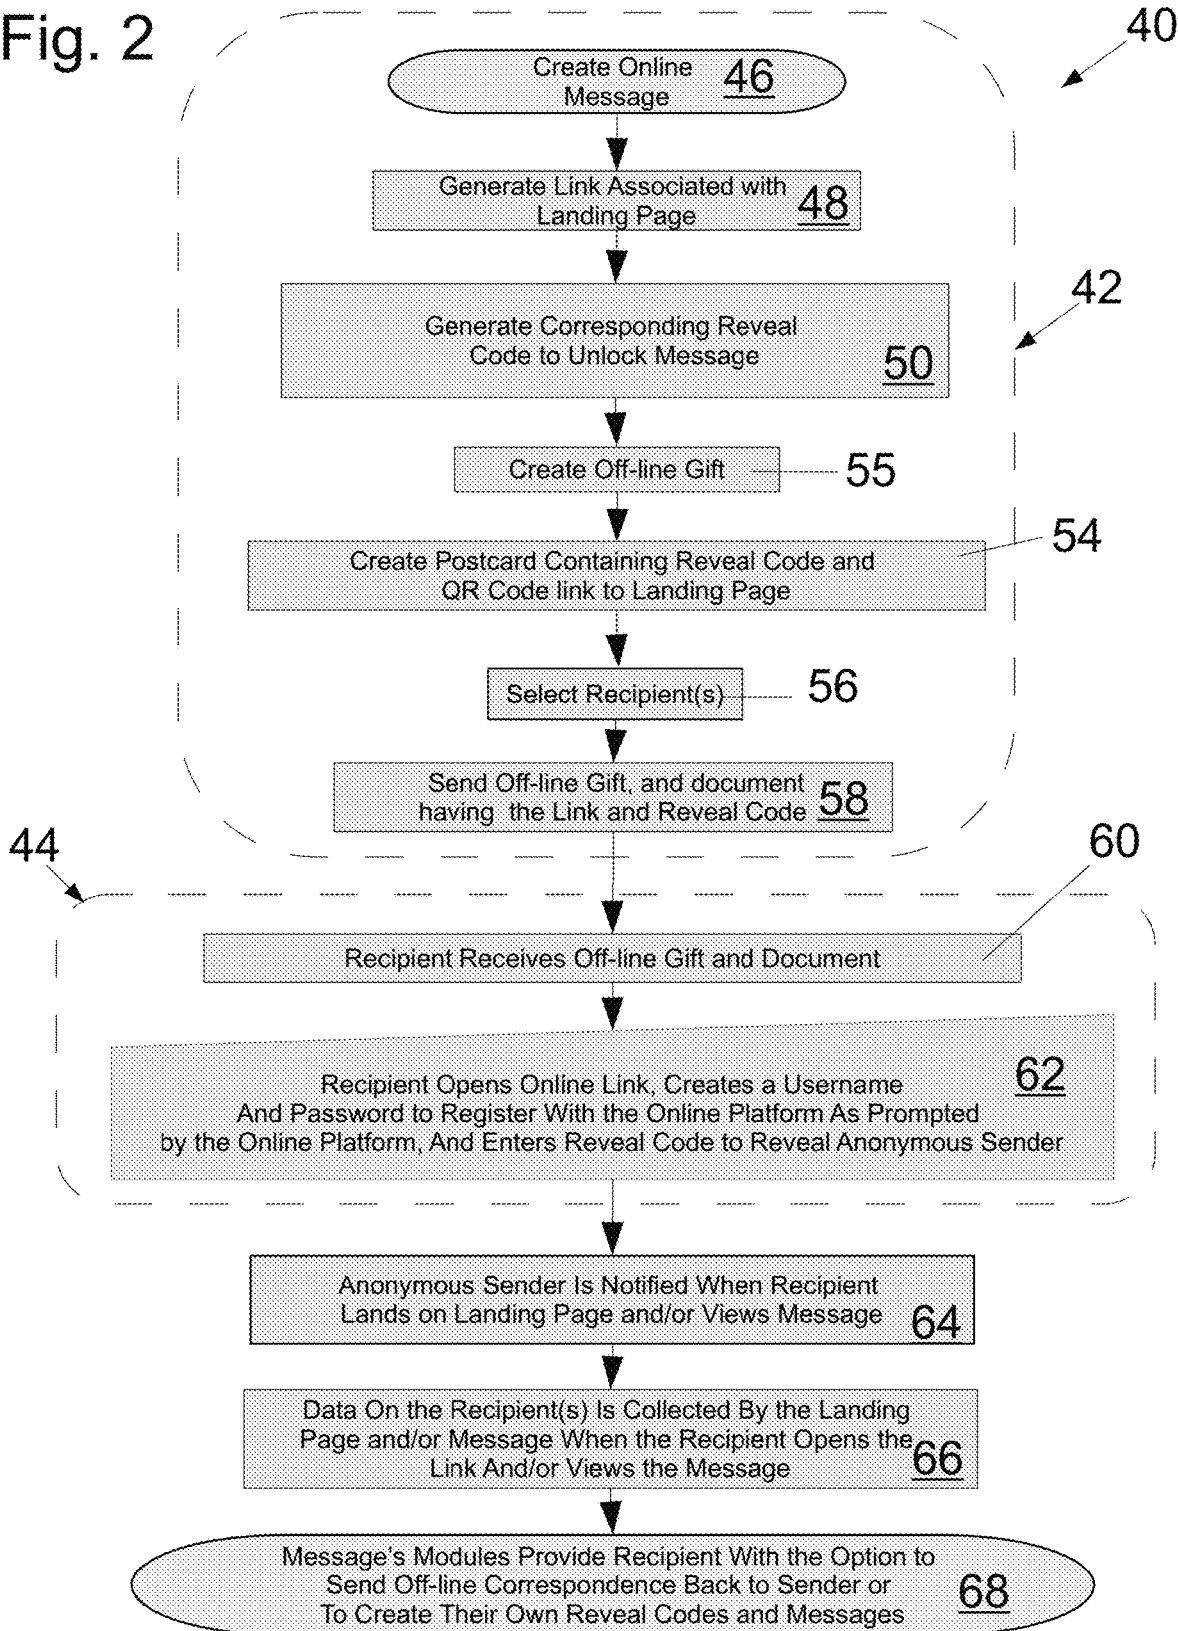 Fig. 2
40
Create Online
Message
46
Generate Link Associated with
Landing Page
48
42
Generate Corresponding Reveal
Code to Unlock Message
50
Create Off-line Gift
55
54
Create Postcard Containing Reveal Code and
QR Code link to Landing Page
Select Recipient(s)
56
Send Off-line Gift, and document
having the Link and Reveal Code
58
44
60
Recipient Receives Off-line Gift and Document
62
Recipient Opens Online Link, Creates a Username
And Password to Register With the Online Platform As Prompted
by the Online Platform, And Enters Reveal Code to Reveal Anonymous Sender
Anonymous Sender Is Notified When Recipient
Lands on Landing Page and/or Views Message
64
Data On the Recipient(s) Is Collected By the Landing
Page and/or Message When the Recipient Opens the
Link And/or Views the Message
66
Message's Modules Provide Recipient With the Option to
Send Off-line Correspondence Back to Sender or
To Create Their Own Reveal Codes and Messages
68